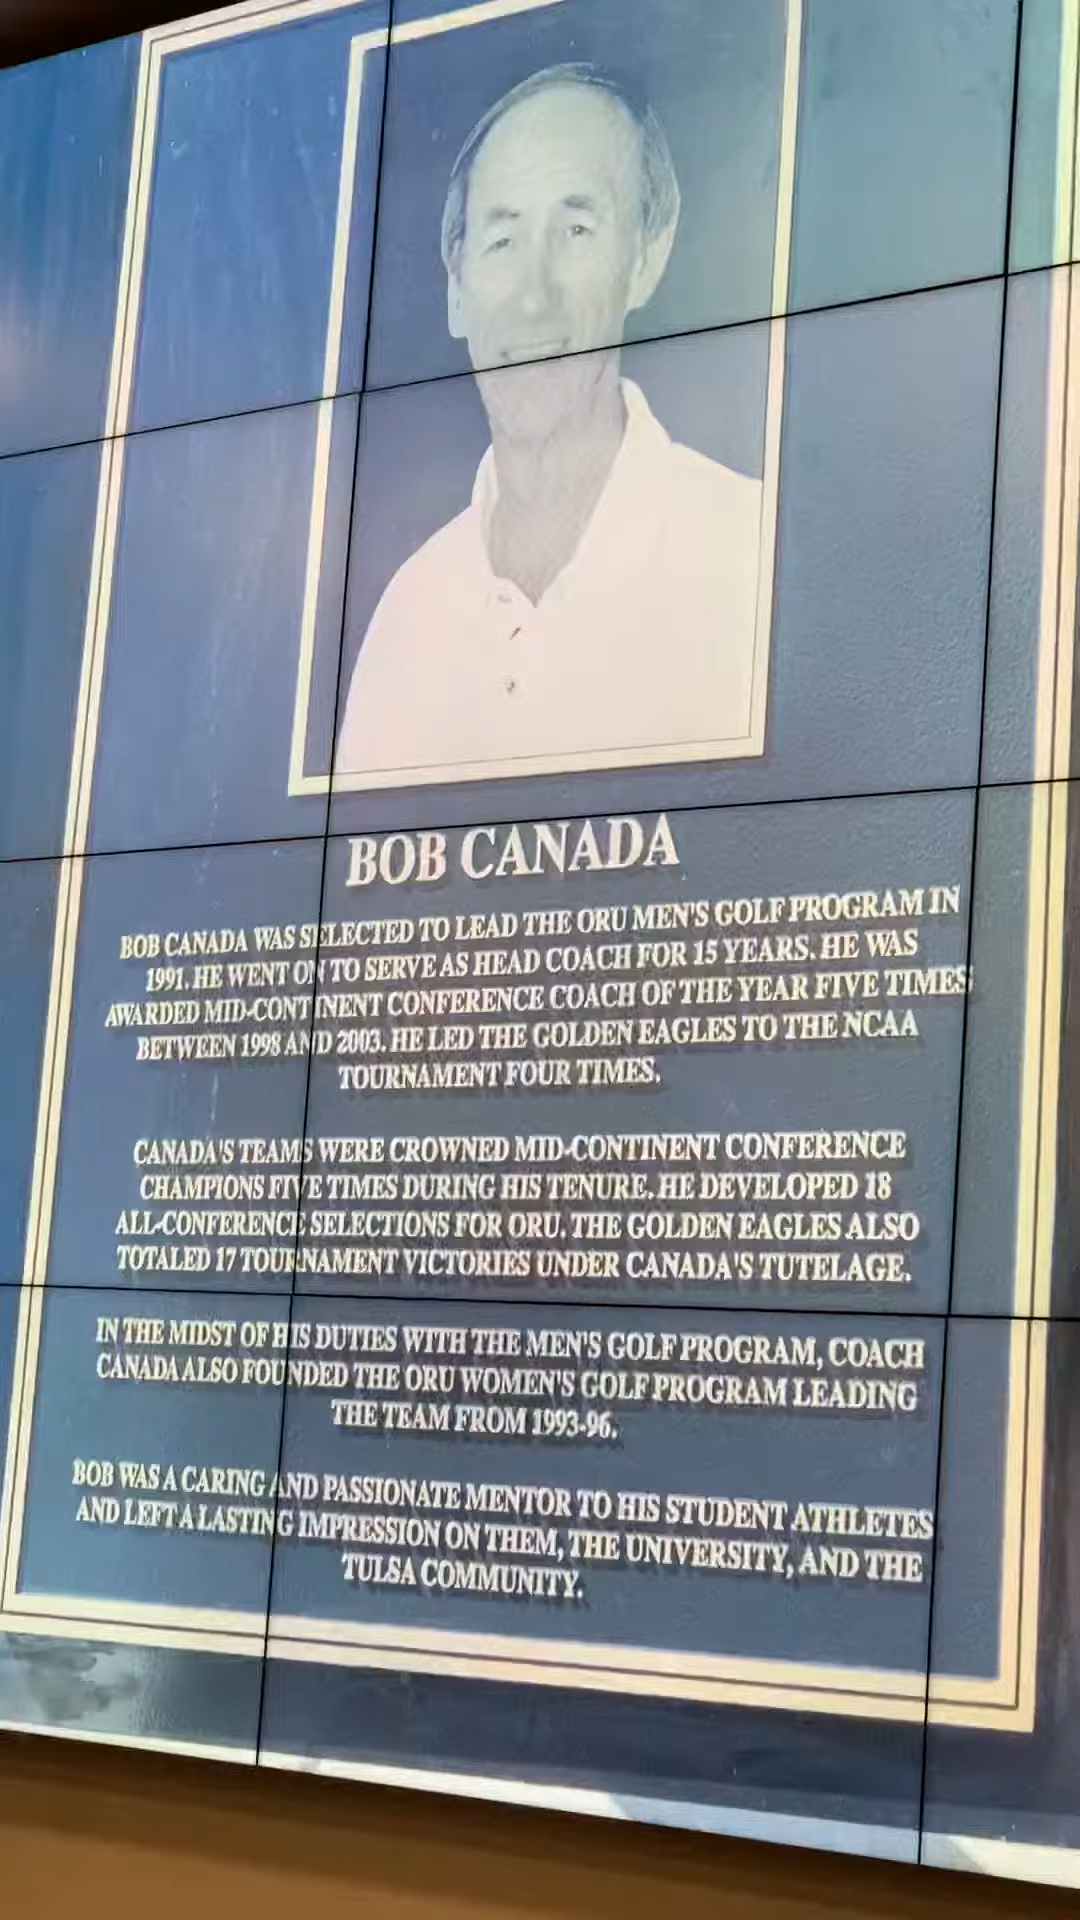 BOB CANADA
BOB CANADA WAS SELECTED TO LEAD THE ORU MEN'S GOLF PROGRAM IN
1991. HE WENT ON TO SERVE AS HEAD COACH FOR 15 YEARS. HE WAS
AWARDED MID-CONTINENT CONFERENCE COACH OF THE YEAR FIVE TIMES
BETWEEN 1998 AND 2003. HE LED THE GOLDEN EAGLES TO THE NCAA
TOURNAMENT FOUR TIMES.
CANADA'S TEAMS WERE CROWNED MID-CONTINENT CONFERENCE
CHAMPIONS FIVE TIMES DURING HIS TENURE. HE DEVELOPED 18
ALL-CONFERENCE SELECTIONS FOR ORU. THE GOLDEN EAGLES ALSO
TOTALED 17 TOURNAMENT VICTORIES UNDER CANADA'S TUTELAGE.
IN THE MIDST OF HIS DUTIES WITH THE MEN'S GOLF PROGRAM, COACH
CANADA ALSO FOUNDED THE ORU WOMEN'S GOLF PROGRAM LEADING
THE TEAM FROM 1993-96.
BOB WAS A CARING AND PASSIONATE MENTOR TO HIS STUDENT ATHLETES
AND LEFT A LASTING IMPRESSION ON THEM, THE UNIVERSITY, AND THE
TULSA COMMUNITY.